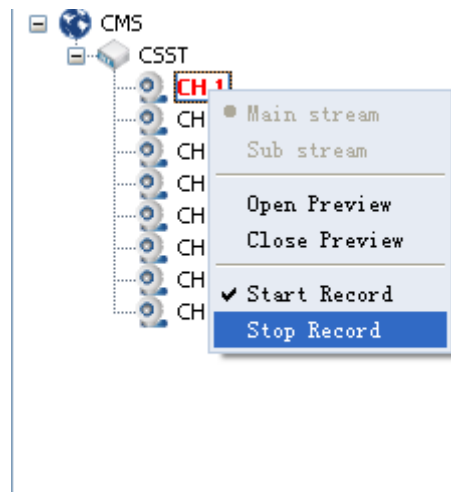 CMS
CSST
CH 1
CH
CH
CH
CH
CH
CH
CH
Main stream
Sub stream
Open Preview
Close Preview
Start Record
Stop Record